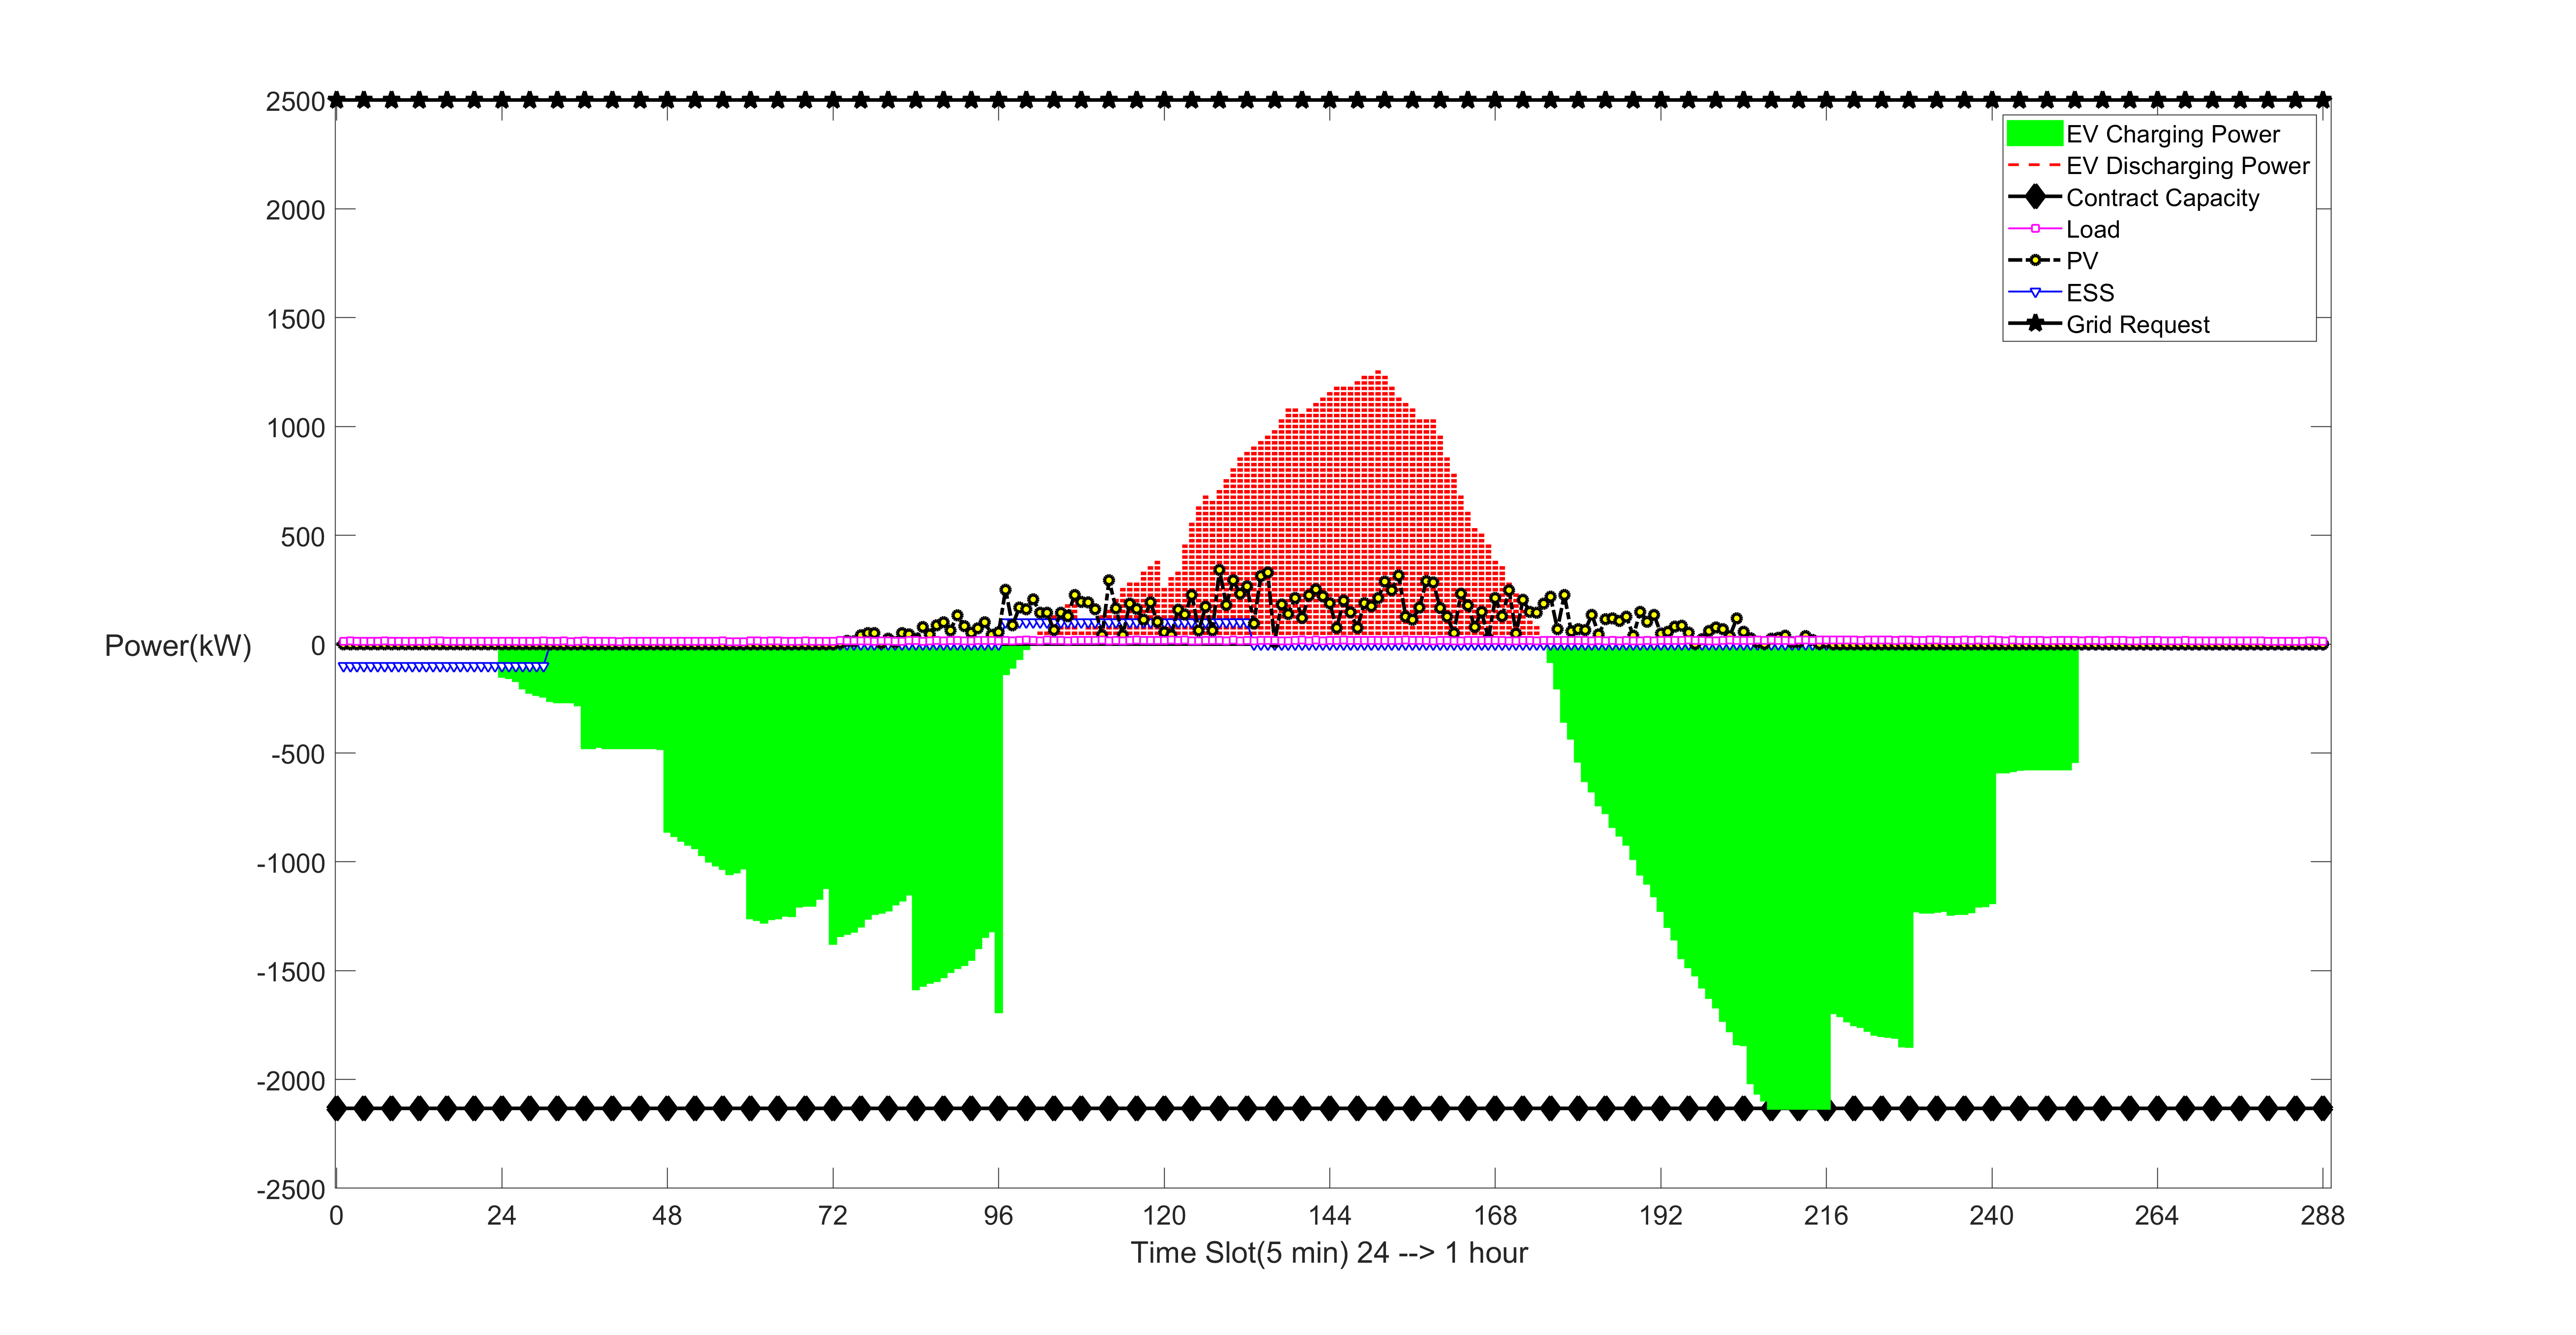 2500
2000
1500
1000
500
0
-500
-1000
-1500
-2000
-2500
Power(kW)
EV Charging Power
EV Discharging Power
Contract Capacity
Load
PV
ESS
Grid Request
0 24 48 72 96 120 144 168 192 216 240 264 288
Time Slot(5 min) 24 --> 1 hour